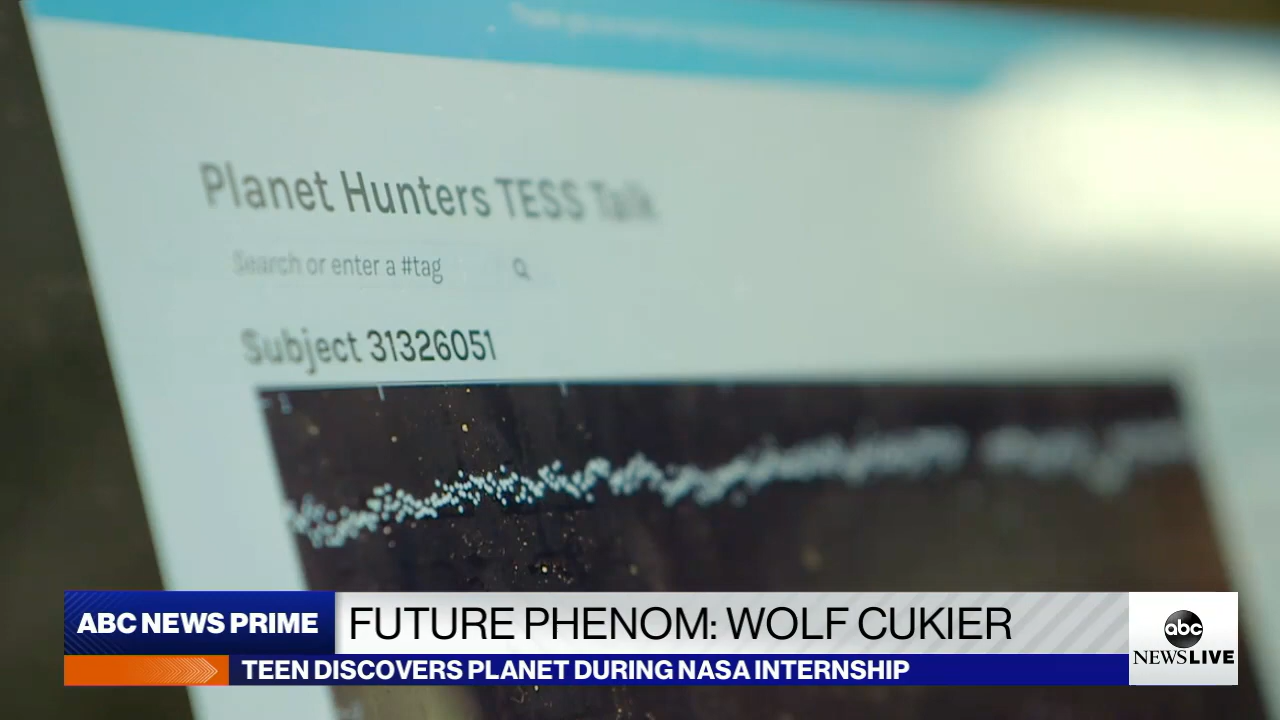 Planet Hunters TESS Talk
Search or enter a #tag
Subject 31326051
ABC NEWS PRIME
FUTURE PHENOM: WOLF CUKIER
TEEN DISCOVERS PLANET DURING NASA INTERNSHIP
abc
NEWS LIVE